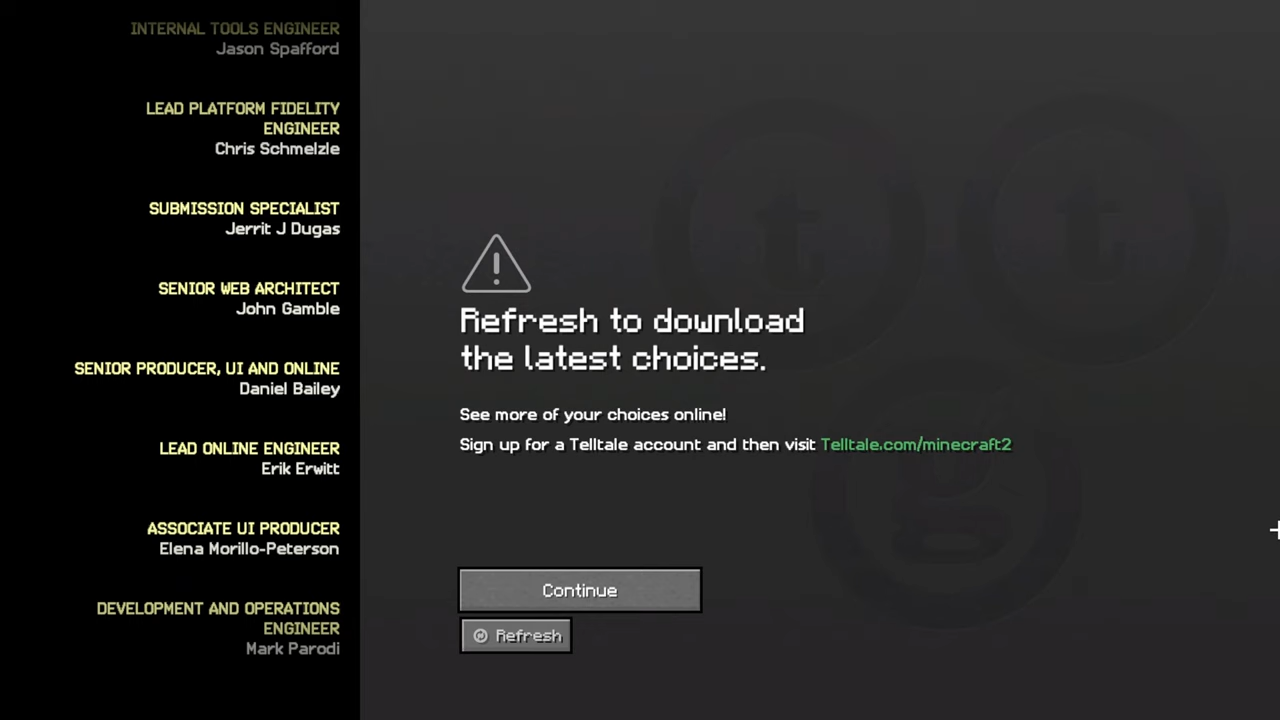 INTERNAL TOOLS ENGINEER
Jason Spafford
LEAD PLATFORM FIDELITY
ENGINEER
Chris Schmelzle
SUBMISSION SPECIALIST
Jerrit J Dugas
SENIOR WEB ARCHITECT
John Gamble
SENIOR PRODUCER, UI AND ONLINE
Daniel Bailey
LEAD ONLINE ENGINEER
Erik Erwitt
ASSOCIATE UI PRODUCER
Elena Morillo-Peterson
DEVELOPMENT AND OPERATIONS
ENGINEER
Mark Parodi
t t
g
!
Refresh to download
the latest choices.
See more of your choices online!
Sign up for a Telltale account and then visit Telltale.com/minecraft2
Continue
Refresh